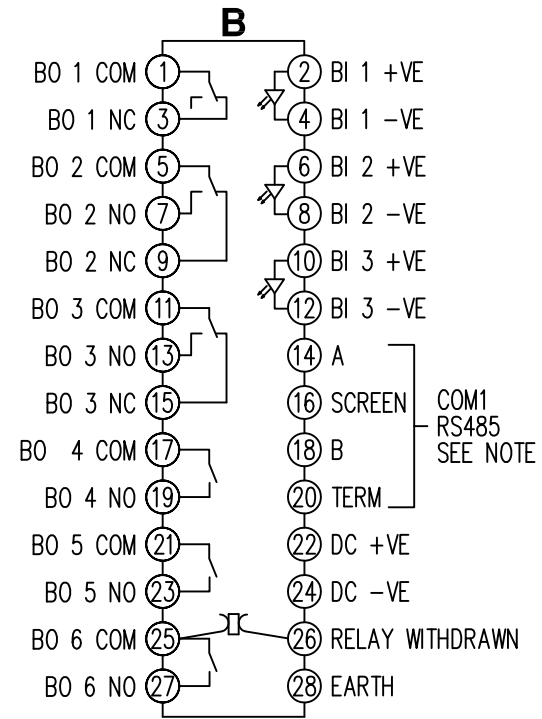 B
BO 1 COM 1 2 BI 1 +VE
BO 1 NC 3 4 BI 1 -VE
BO 2 COM 5 6 BI 2 +VE
BO 2 NO 7 8 BI 2 -VE
BO 2 NC 9 10 BI 3 +VE
BO 3 COM 11 12 BI 3 -VE
BO 3 NO 13 14 A
BO 3 NC 15 16 SCREEN
COM1
RS485
SEE NOTE
BO 4 COM 17 18 B
BO 4 NO 19 20 TERM
BO 5 COM 21 22 DC +VE
BO 5 NO 23 24 DC -VE
BO 6 COM 25 26 RELAY WITHDRAWN
BO 6 NO 27 28 EARTH